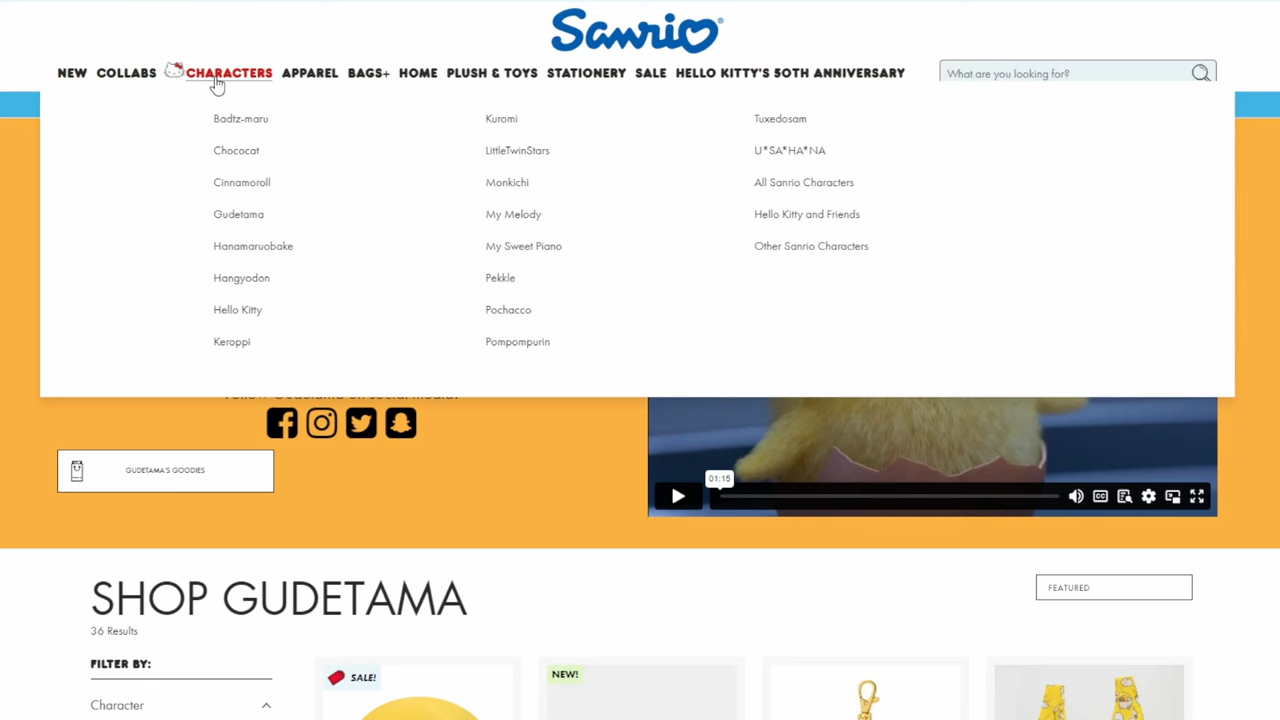 Sanrio
NEW COLLABS CHARACTERS APPAREL BAGS+ HOME PLUSH & TOYS STATIONERY SALE HELLO KITTY'S 50TH ANNIVERSARY
What are you looking for?
Badtz-maru
Chococat
Cinnamoroll
Gudetama
Hanamaruobake
Hangyodon
Hello Kitty
Keroppi
Kuromi
LittleTwinStars
Monkichi
My Melody
My Sweet Piano
Pekkle
Pochacco
Pompompurin
Tuxedosam
U*SA*HA*NA
All Sanrio Characters
Hello Kitty and Friends
Other Sanrio Characters
GUDETAMA'S GOODIES
01:15
CC
SHOP GUDETAMA
36 Results
FEATURED
FILTER BY:
Character
SALE!
NEW!